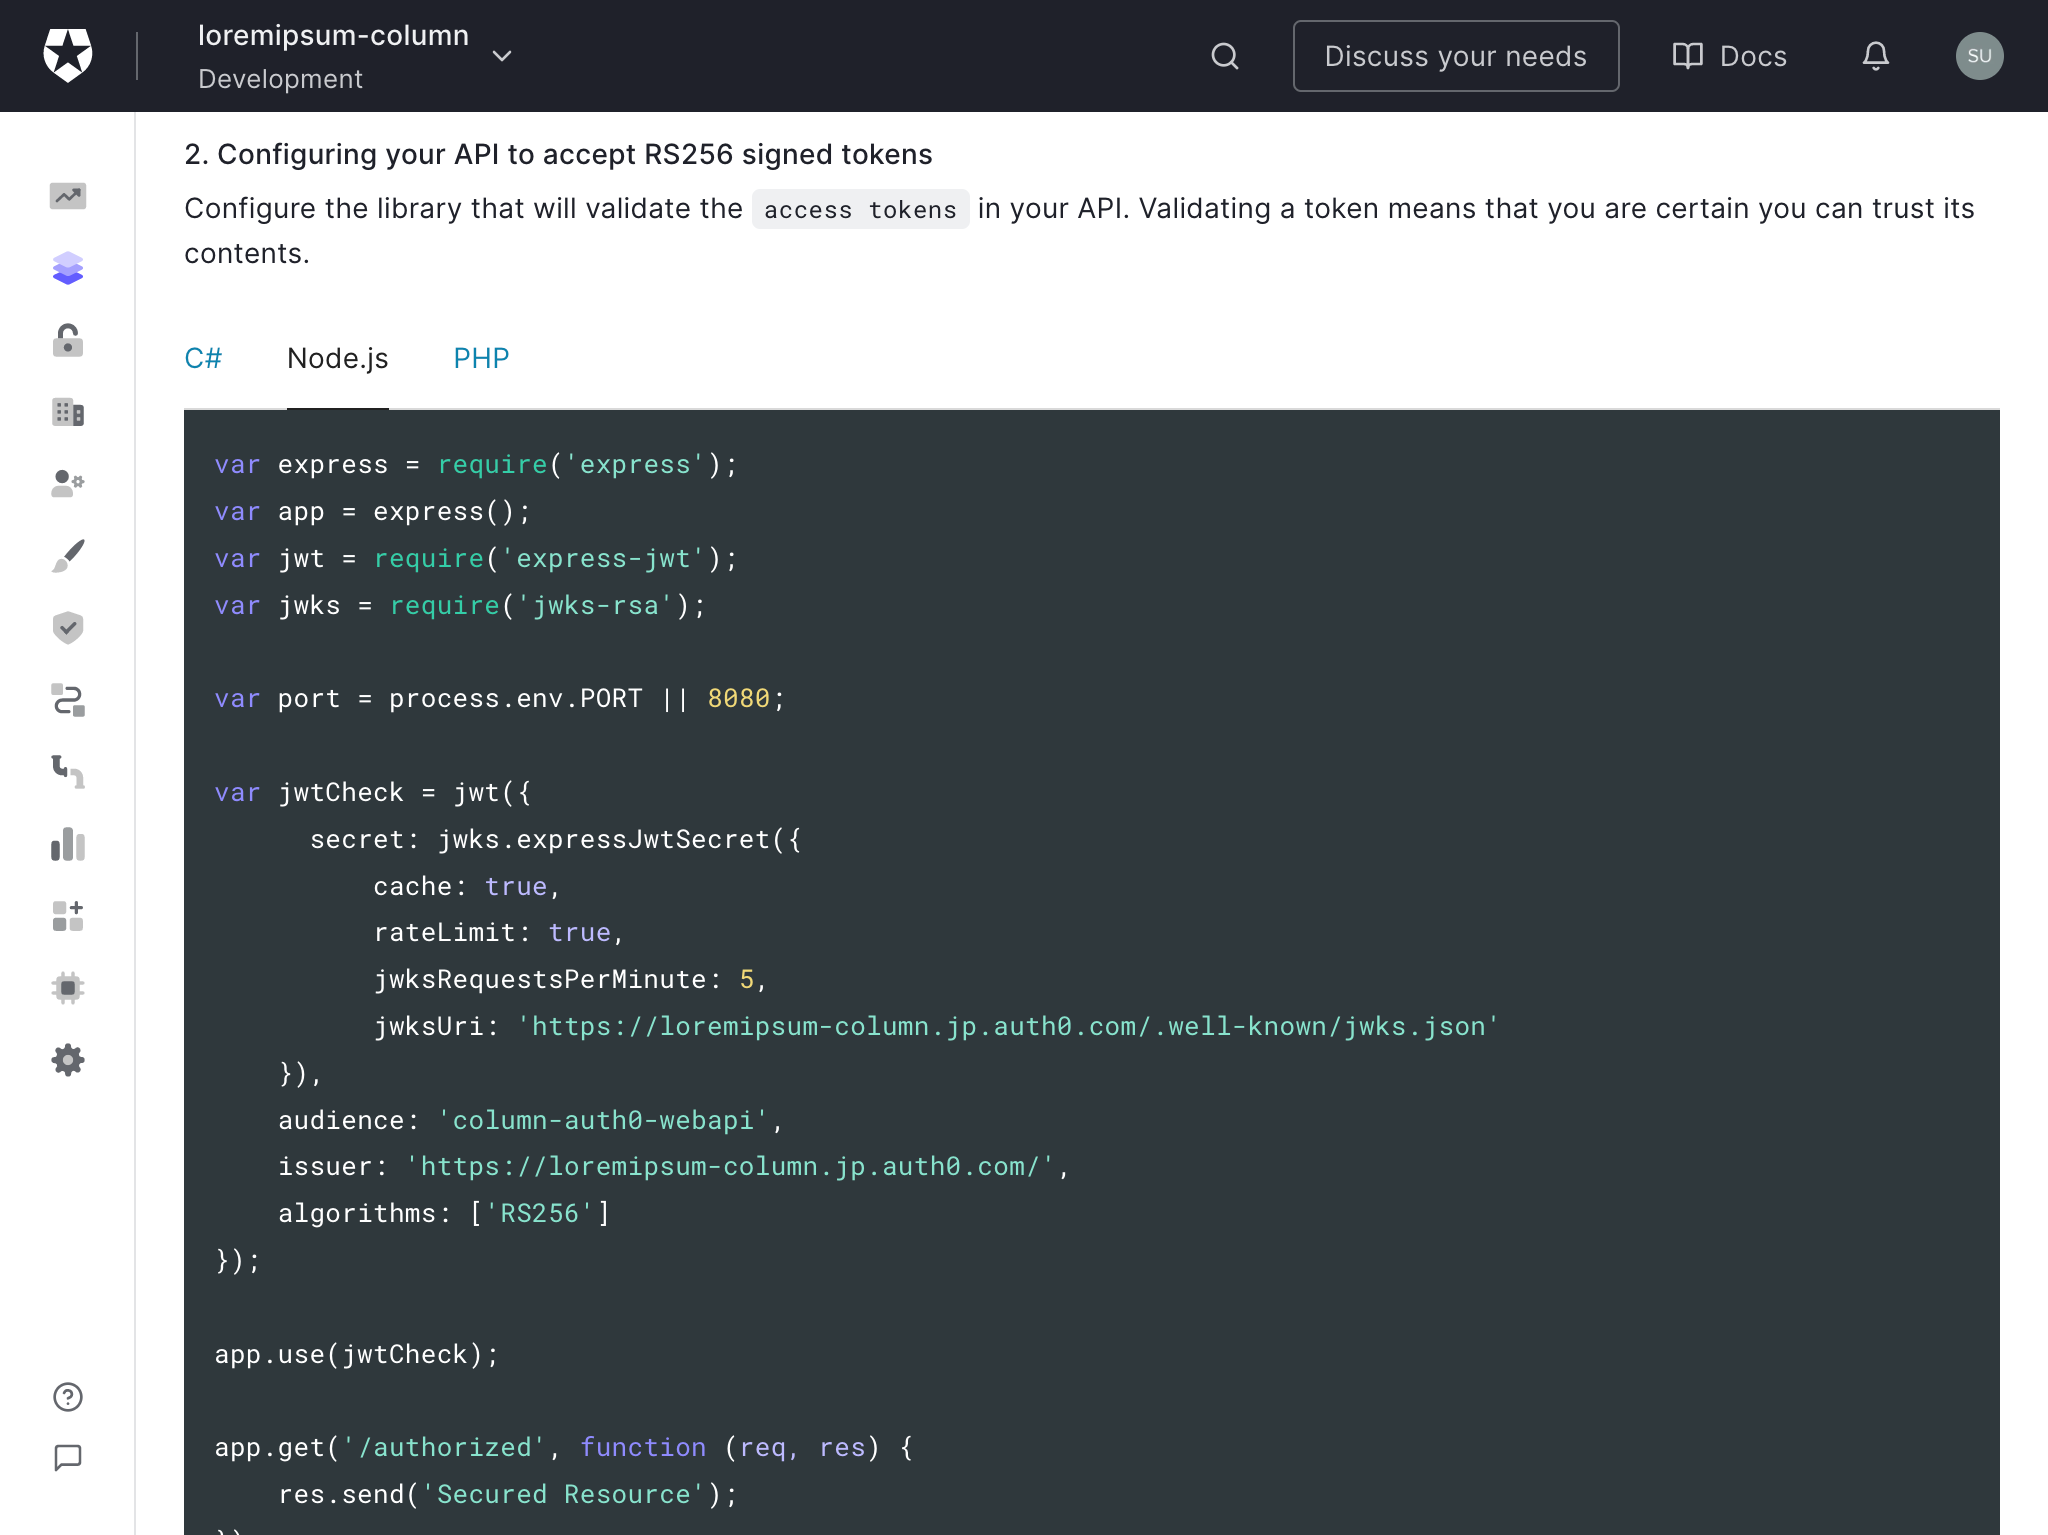 loremipsum-column
Development
Discuss your needs
Docs
SU
2. Configuring your API to accept RS256 signed tokens
Configure the library that will validate the access tokens in your API. Validating a token means that you are certain you can trust its
contents.
C#
Node.js
PHP
var express = require('express');
var app = express();
var jwt = require('express-jwt');
var jwks = require('jwks-rsa');
var port = process.env.PORT || 8080;
var jwtCheck = jwt({
secret: jwks.expressJwtSecret({
cache: true,
rateLimit: true,
jwksRequestsPerMinute: 5,
jwksUri: 'https://loremipsum-column.jp.auth0.com/.well-known/jwks.json'
}),
audience: 'column-auth0-webapi',
issuer: 'https://loremipsum-column.jp.auth0.com/',
algorithms: ['RS256']
});
app.use(jwtCheck);
app.get('/authorized', function (req, res) {
res.send('Secured Resource');